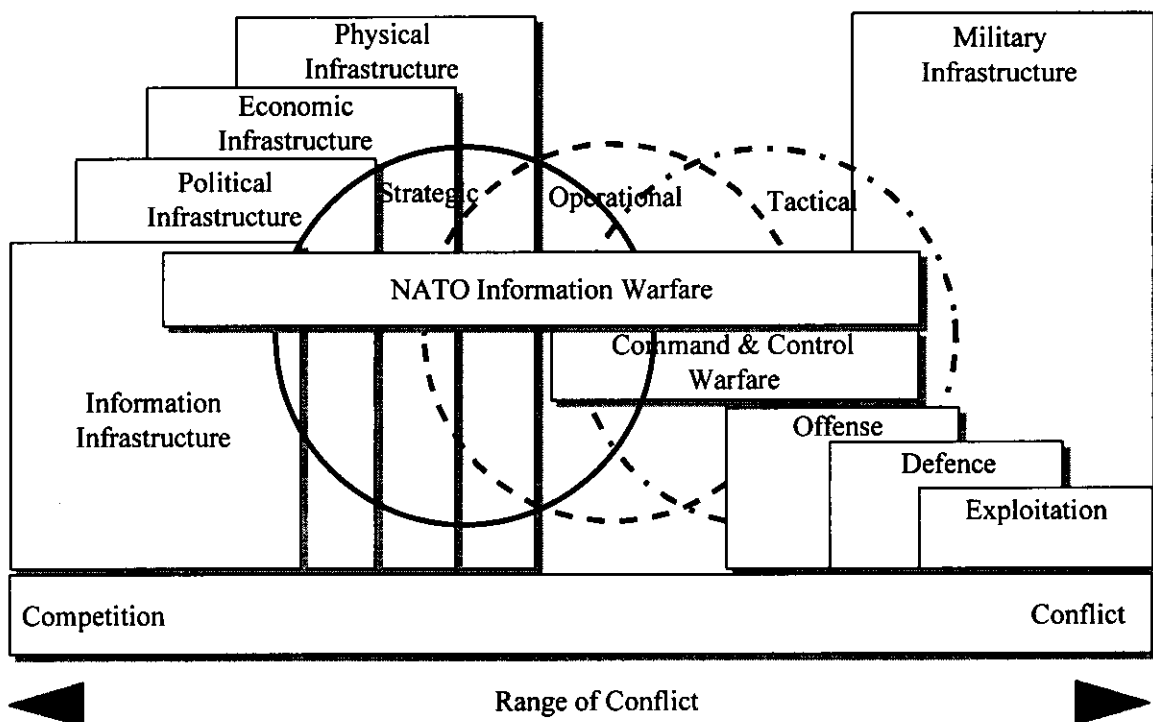 Physical
Infrastructure
Military
Infrastructure
Economic
Infrastructure
Political
Infrastructure
Strategic
Operational
Tactical
NATO Information Warfare
Command & Control
Warfare
Information
Infrastructure
Offense
Defence
Exploitation
Competition
Conflict
Range of Conflict